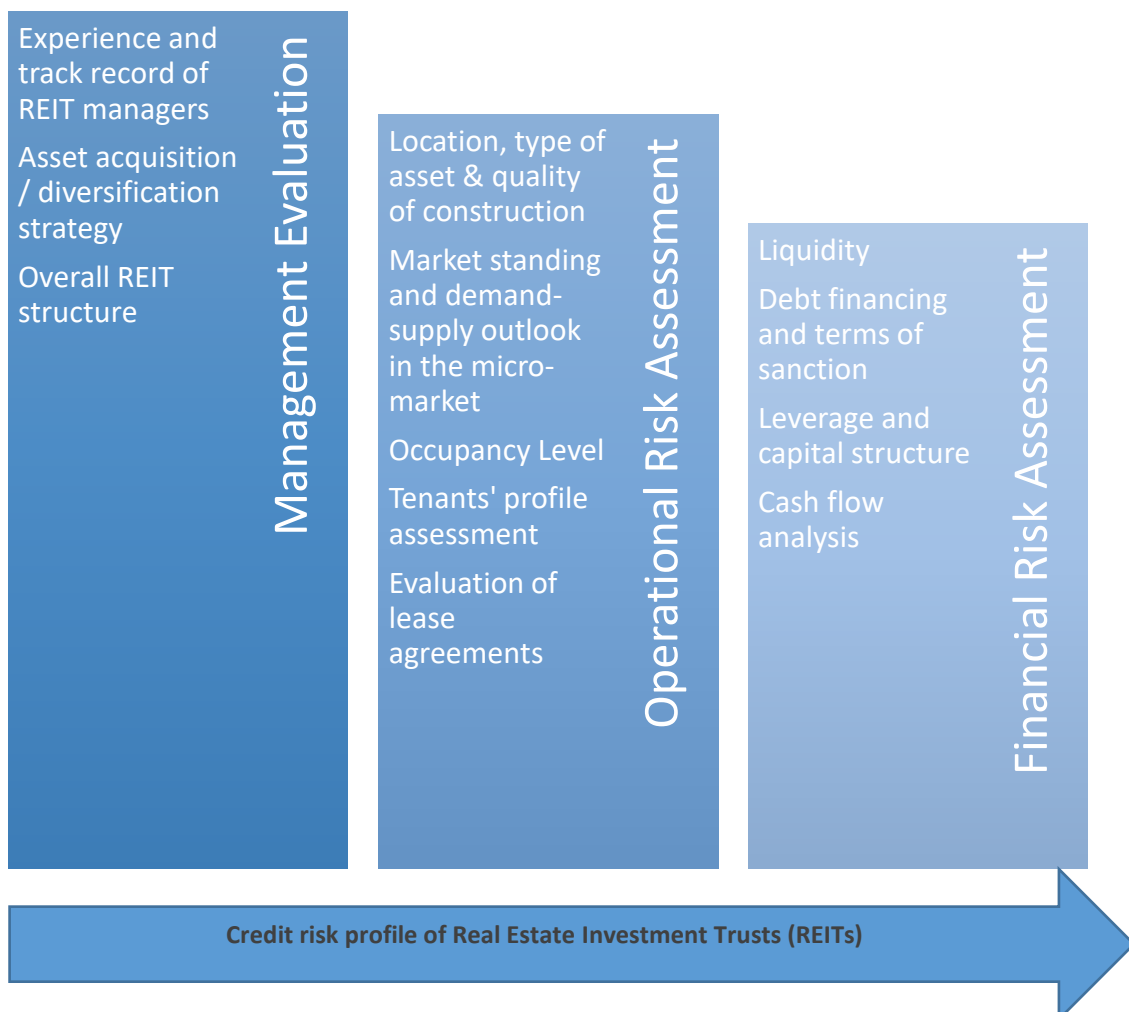 Experience and
track record of
REIT managers
Asset acquisition
/ diversification
strategy
Overall REIT
structure
Management Evaluation
Location, type of
asset & quality
of construction
Market standing
and demand-
supply outlook
in the micro-
market
Occupancy Level
Tenants' profile
assessment
Evaluation of
lease
agreements
Operational Risk Assessment
Liquidity
Debt financing
and terms of
sanction
Leverage and
capital structure
Cash flow
analysis
Financial Risk Assessment
Credit risk profile of Real Estate Investment Trusts (REITs)